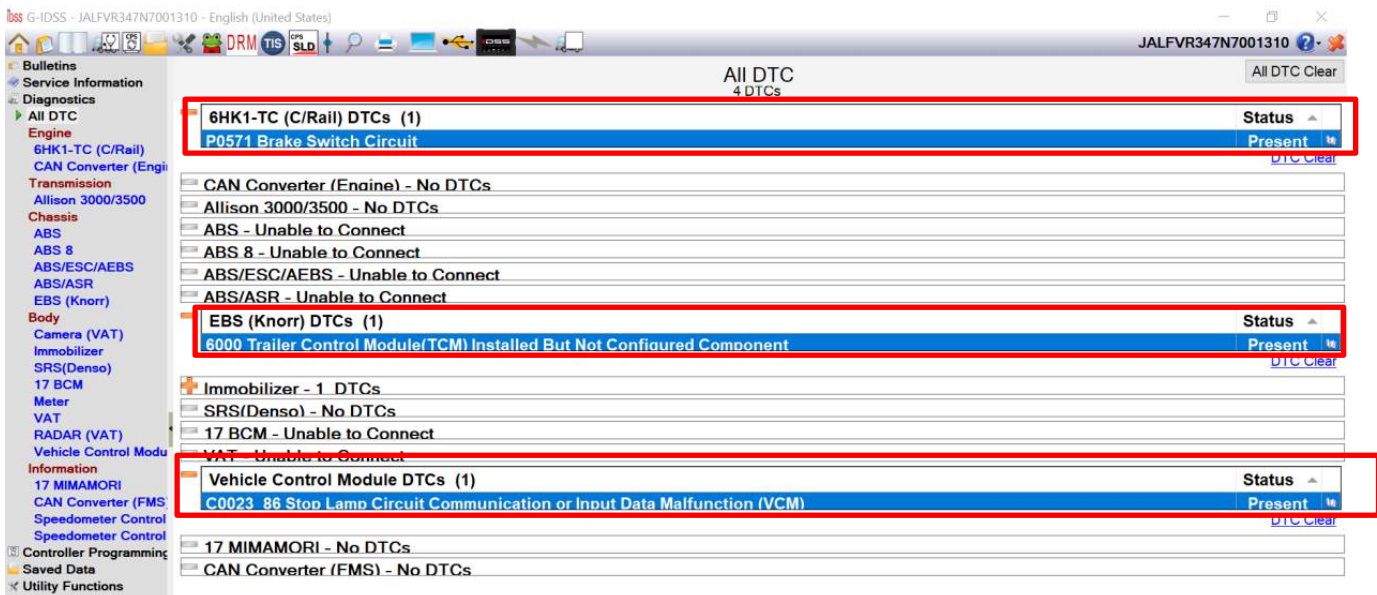 G-IDSS - JALFVR347N7001310 - English (United States)
DRM TIS CPS SLD JALFVR347N7001310
Bulletins
Service Information
Diagnostics
All DTC
Engine
6HK1-TC (C/Rail)
CAN Converter (Engi
Transmission
Allison 3000/3500
Chassis
ABS
ABS 8
ABS/ESC/AEBS
ABS/ASR
EBS (Knorr)
Body
Camera (VAT)
Immobilizer
SRS(Denso)
17 BCM
Meter
VAT
RADAR (VAT)
Vehicle Control Modu
Information
17 MIMAMORI
CAN Converter (FMS)
Speedometer Control
Speedometer Control
Controller Programming
Saved Data
Utility Functions
All DTC
4 DTCs
All DTC Clear
6HK1-TC (C/Rail) DTCs (1) Status
P0571 Brake Switch Circuit Present
DTC Clear
CAN Converter (Engine) - No DTCs
Allison 3000/3500 - No DTCs
ABS - Unable to Connect
ABS 8 - Unable to Connect
ABS/ESC/AEBS - Unable to Connect
ABS/ASR - Unable to Connect
EBS (Knorr) DTCs (1) Status
6000 Trailer Control Module(TCM) Installed But Not Configured Component Present
DTC Clear
Immobilizer - 1 DTCs
SRS(Denso) - No DTCs
17 BCM - Unable to Connect
VAT - Unable to Connect
Vehicle Control Module DTCs (1) Status
C0023 86 Stop Lamp Circuit Communication or Input Data Malfunction (VCM) Present
DTC Clear
17 MIMAMORI - No DTCs
CAN Converter (FMS) - No DTCs